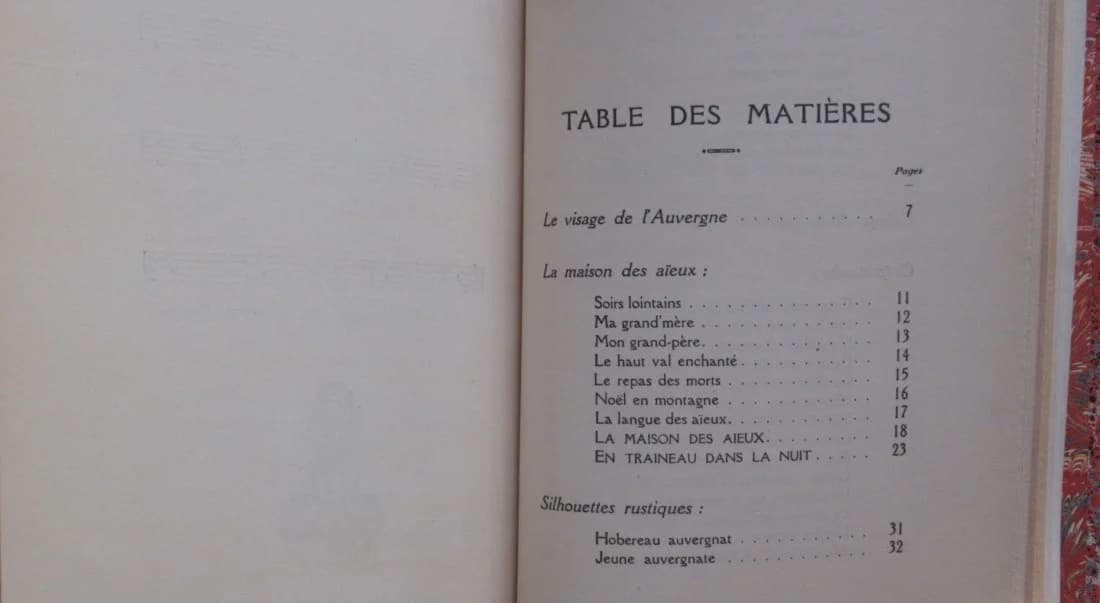 TABLE DES MATIÈRES
Pages
Le visage de l'Auvergne . . . . . . . . . . . 7
La maison des aïeux :
Soirs lointains . . . . . . . . . . . . . . 11
Ma grand'mère . . . . . . . . . . . . . . 12
Mon grand-père. . . . . . . . . . . . . . 13
Le haut val enchanté . . . . . . . . . . . 14
Le repas des morts . . . . . . . . . . . . 15
Noël en montagne . . . . . . . . . . . . 16
La langue des aïeux. . . . . . . . . . . . 17
LA MAISON DES AIEUX. . . . . . . . . 18
EN TRAINEAU DANS LA NUIT . . . . . 23
Silhouettes rustiques :
Hobereau auvergnat . . . . . . . . . . . 31
Jeune auvergnate . . . . . . . . . . . . 32